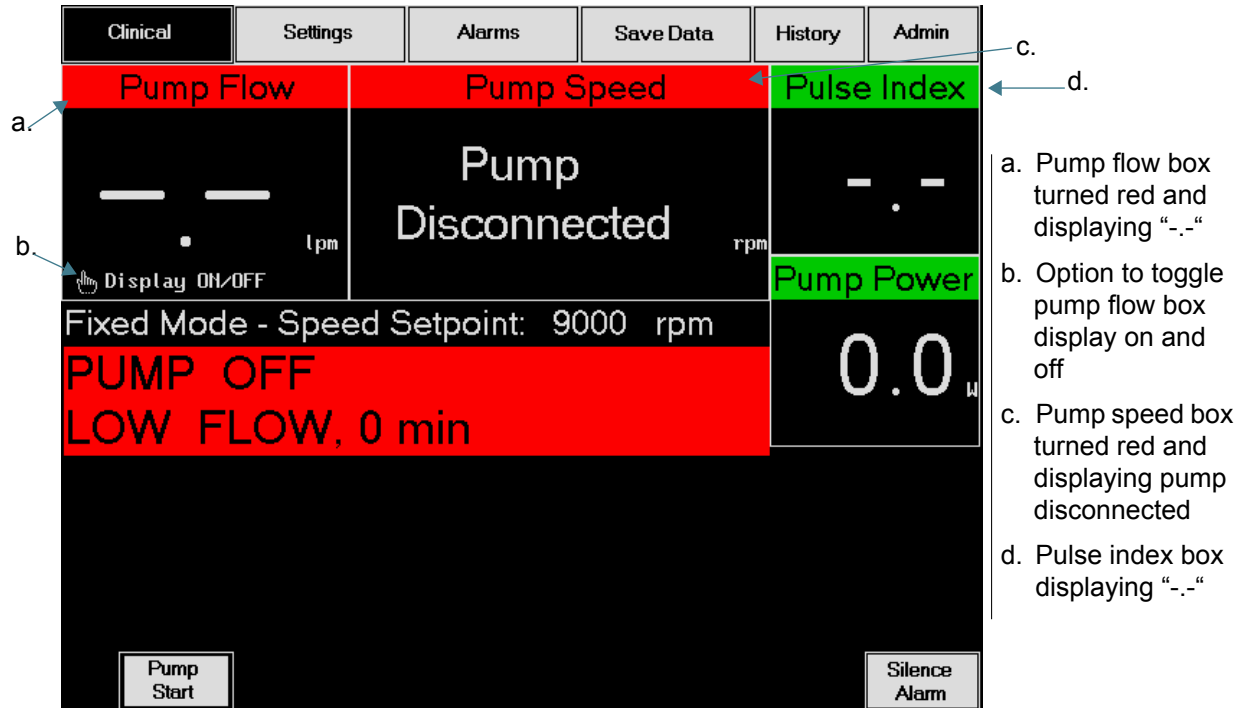 Clinical
Settings
Alarms
Save Data
History
Admin
c.
Pump Flow
Pump Speed
Pulse Index
d.
a.
Pump
Disconnected
-.-
-.-
lpm
rpm
b.
Display ON/OFF
Pump Power
Fixed Mode - Speed Setpoint: 9000 rpm
0.0 W
PUMP OFF
LOW FLOW, 0 min
Pump
Start
Silence
Alarm
a. Pump flow box
turned red and
displaying “-.-“
b. Option to toggle
pump flow box
display on and
off
c. Pump speed box
turned red and
displaying pump
disconnected
d. Pulse index box
displaying “-.-“